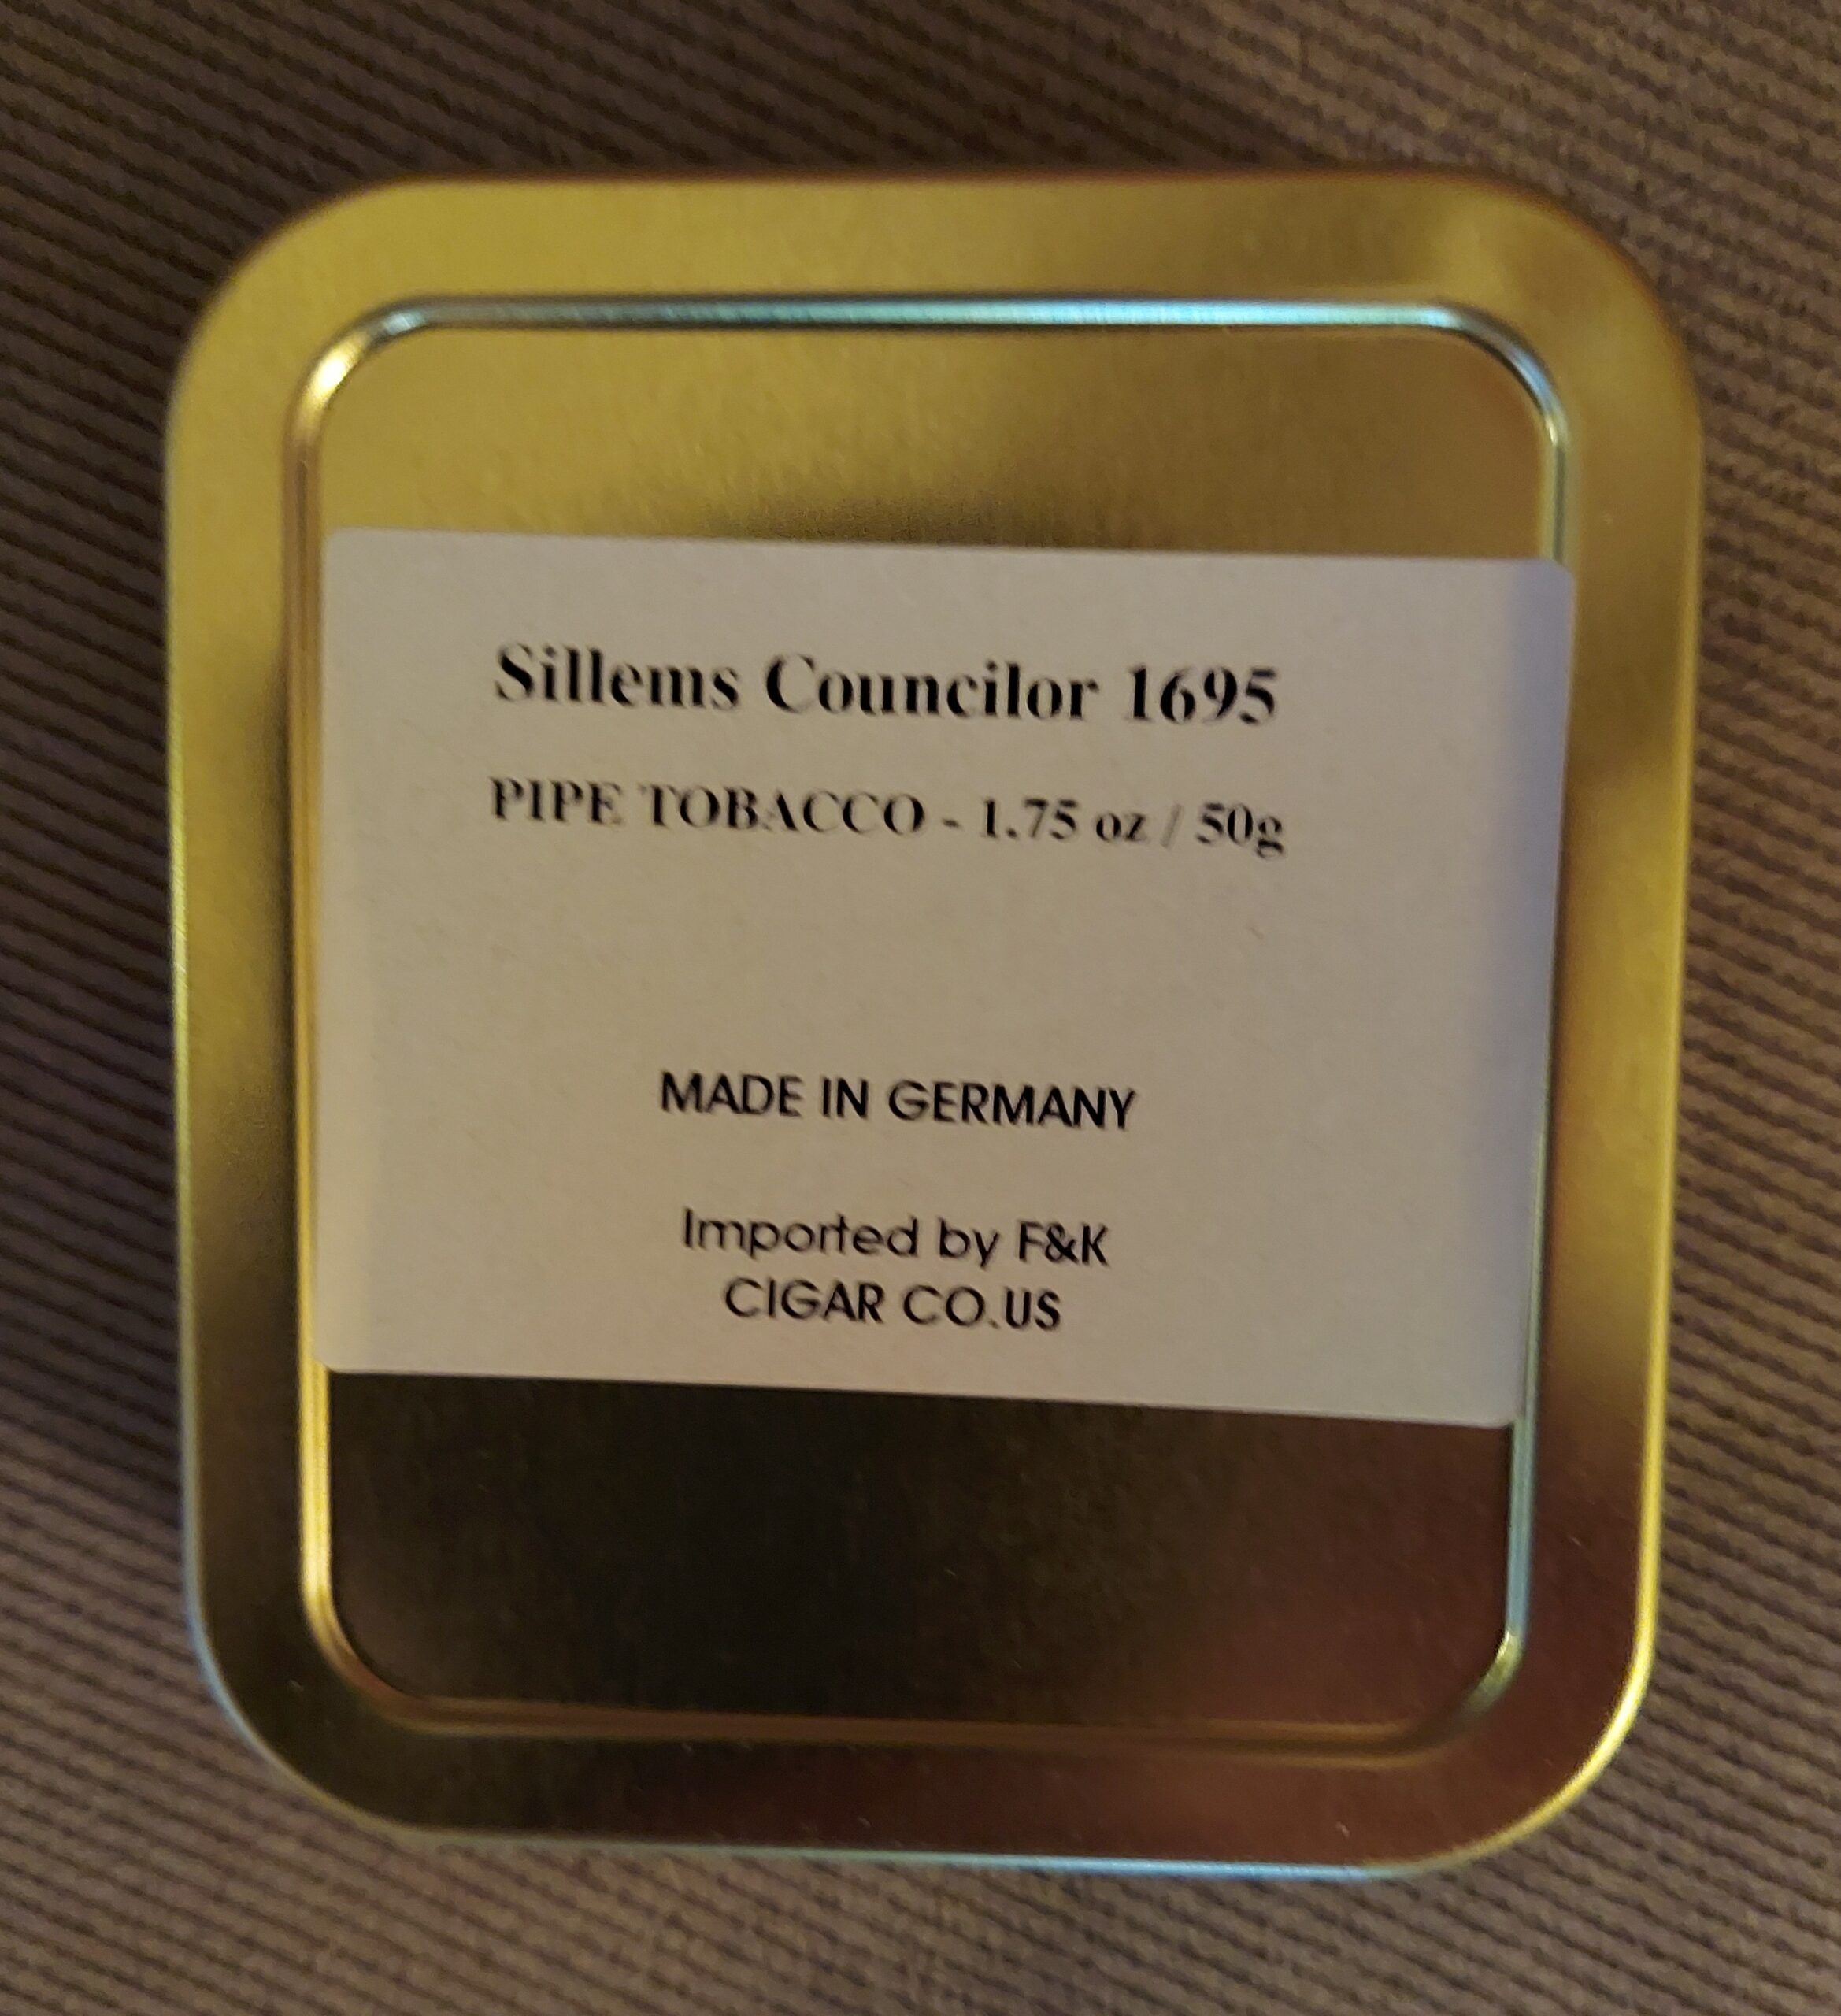 Sillems Councilor 1695
PIPE TOBACCO - 1.75 oz / 50g
MADE IN GERMANY
Imported by F&K
CIGAR CO.US